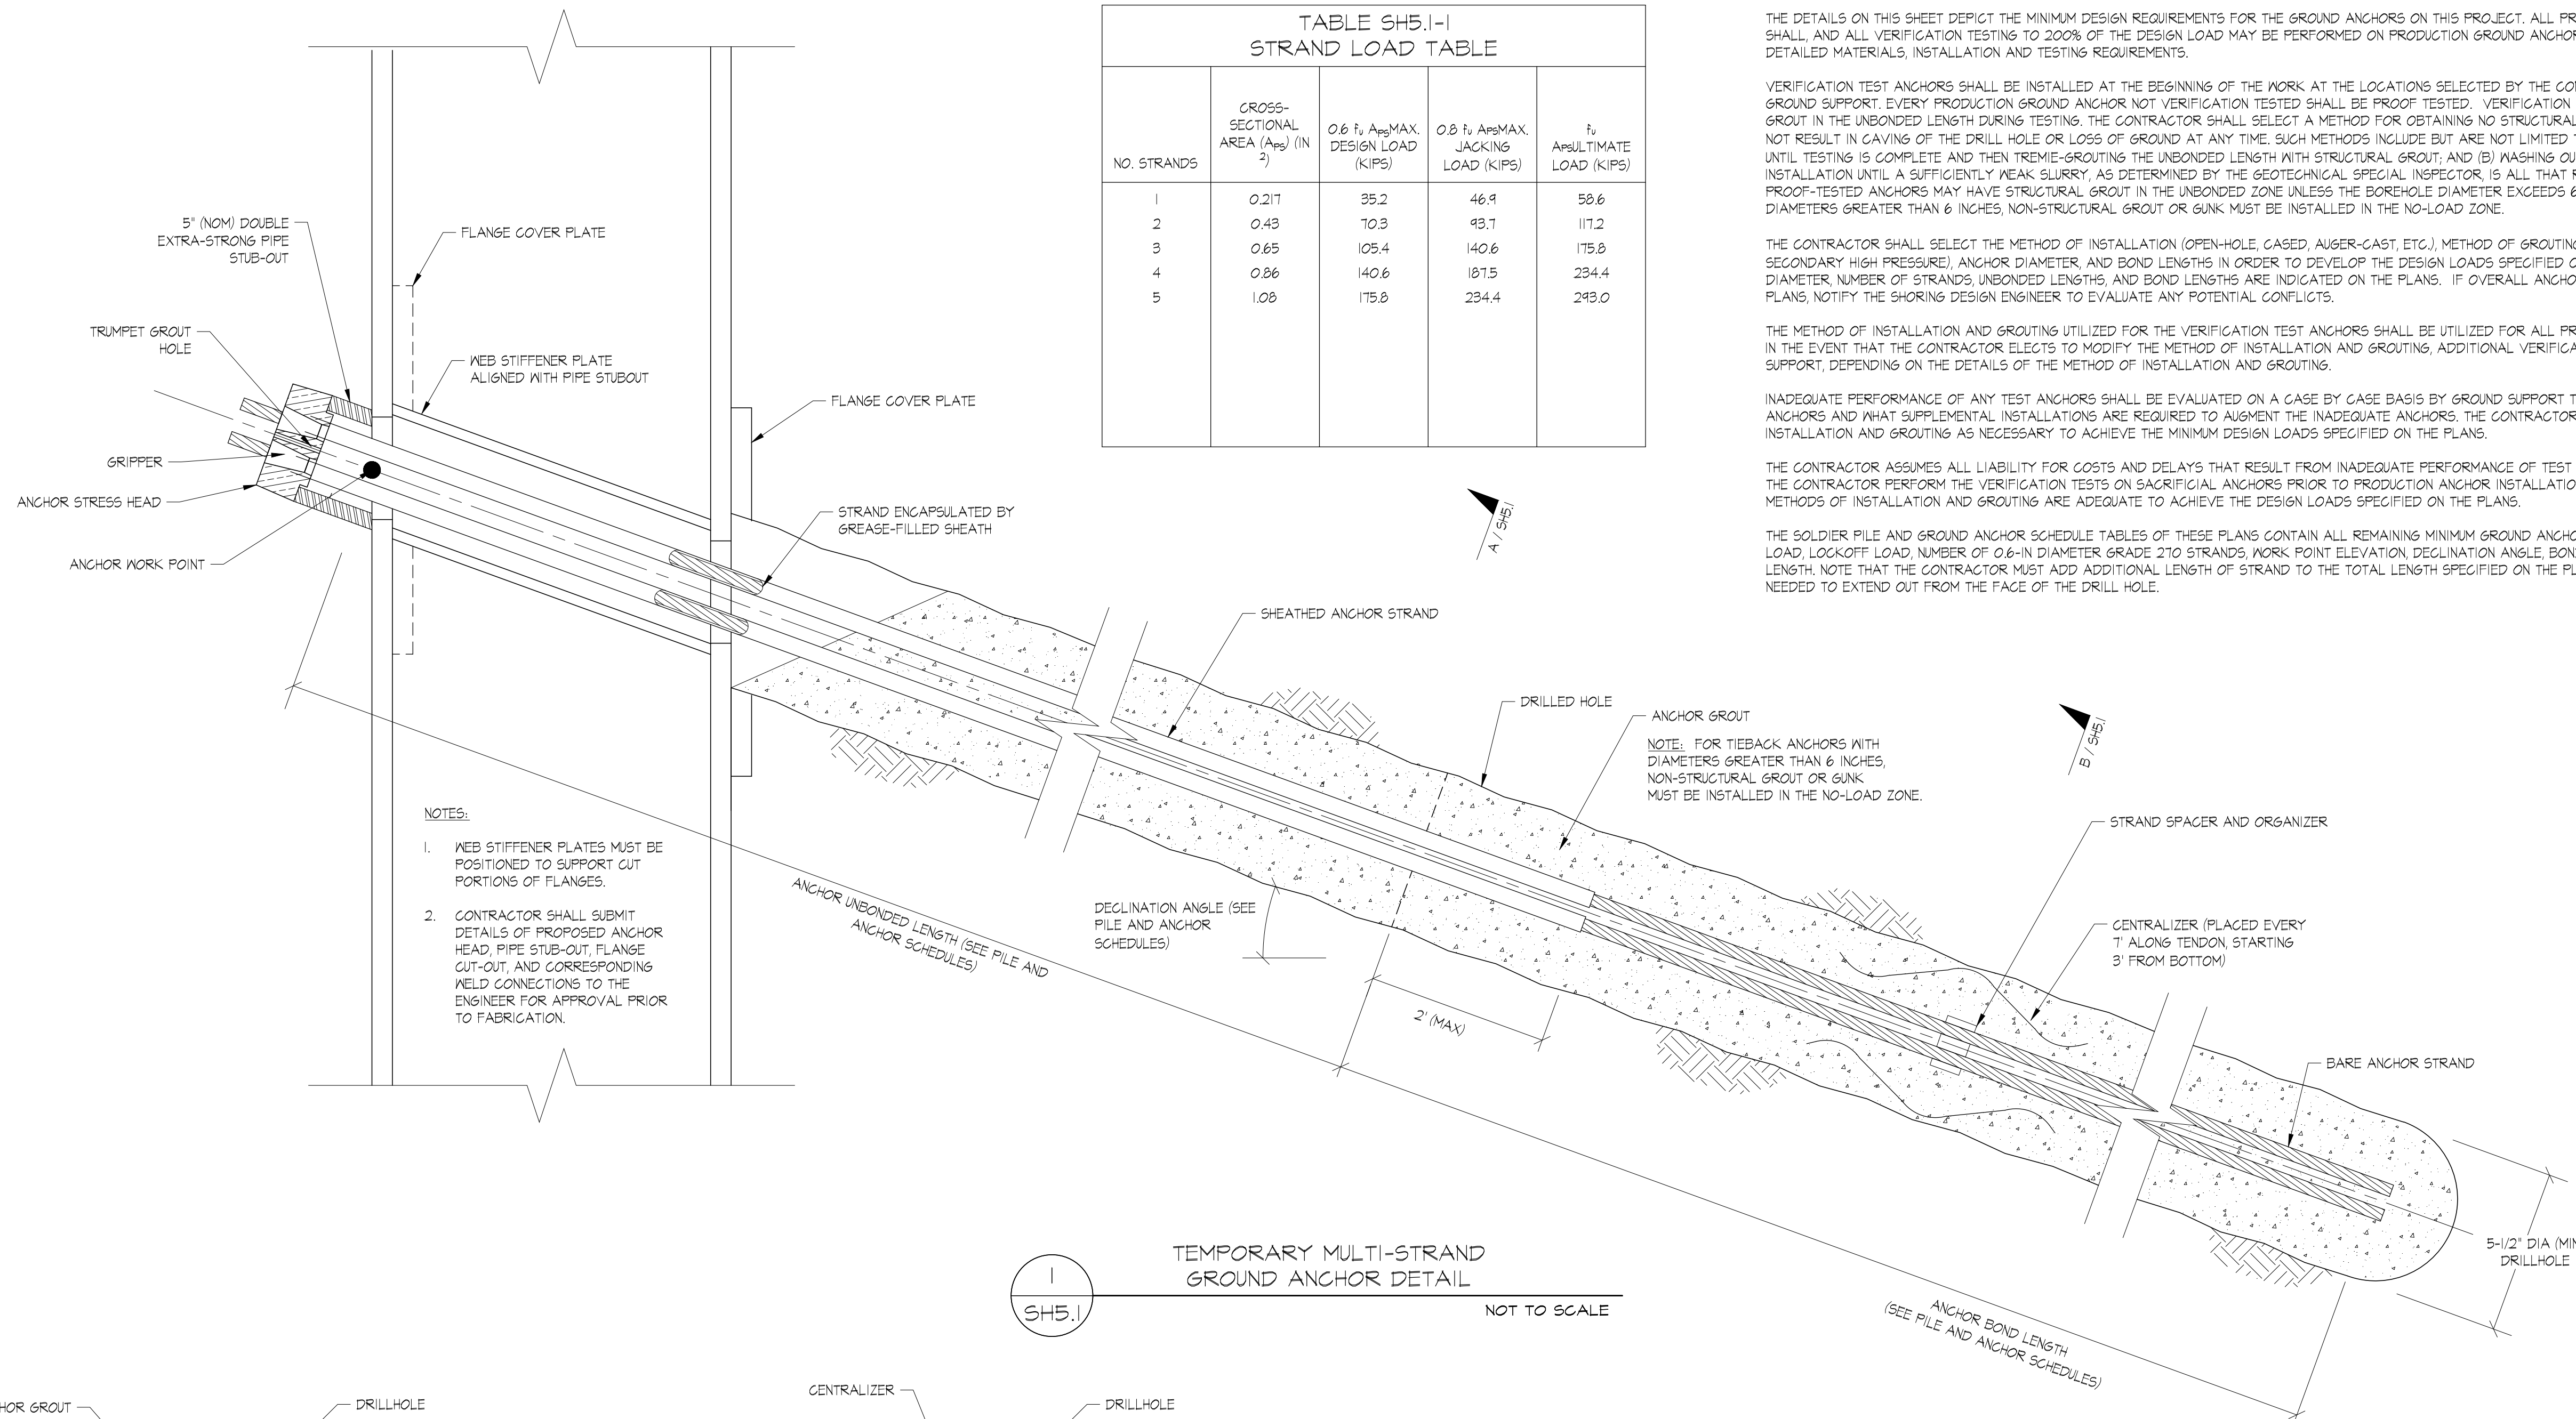 TABLE SH5.1-1
STRAND LOAD TABLE
NO. STRANDS
CROSS-
SECTIONAL
AREA (APS) (IN
2)
0.6 fu APSMAX.
DESIGN LOAD
(KIPS)
0.8 fu APSMAX.
JACKING
LOAD (KIPS)
fu
APSULTIMATE
LOAD (KIPS)
1 0.217 35.2 46.9 58.6
2 0.43 70.3 93.7 117.2
3 0.65 105.4 140.6 175.8
4 0.86 140.6 187.5 234.4
5 1.08 175.8 234.4 293.0
THE DETAILS ON THIS SHEET DEPICT THE MINIMUM DESIGN REQUIREMENTS FOR THE GROUND ANCHORS ON THIS PROJECT. ALL
SHALL, AND ALL VERIFICATION TESTING TO 200% OF THE DESIGN LOAD MAY BE PERFORMED ON PRODUCTION GROUND
DETAILED MATERIALS, INSTALLATION AND TESTING REQUIREMENTS.
VERIFICATION TEST ANCHORS SHALL BE INSTALLED AT THE BEGINNING OF THE WORK AT THE LOCATIONS SELECTED BY THE
GROUND SUPPORT. EVERY PRODUCTION GROUND ANCHOR NOT VERIFICATION TESTED SHALL BE PROOF TESTED. VERIFICATION
GROUT IN THE UNBONDED LENGTH DURING TESTING. THE CONTRACTOR SHALL SELECT A METHOD FOR OBTAINING NO STRUCTURAL
NOT RESULT IN CAVING OF THE DRILL HOLE OR LOSS OF GROUND AT ANY TIME. SUCH METHODS INCLUDE BUT ARE NOT LIMITED
UNTIL TESTING IS COMPLETE AND THEN TREMIE-GROUTING THE UNBONDED LENGTH WITH STRUCTURAL GROUT; AND (B) WASHING
INSTALLATION UNTIL A SUFFICIENTLY WEAK SLURRY, AS DETERMINED BY THE GEOTECHNICAL SPECIAL INSPECTOR, IS ALL THAT
PROOF-TESTED ANCHORS MAY HAVE STRUCTURAL GROUT IN THE UNBONDED ZONE UNLESS THE BOREHOLE DIAMETER EXCEEDS 6
DIAMETERS GREATER THAN 6 INCHES, NON-STRUCTURAL GROUT OR GUNK MUST BE INSTALLED IN THE NO-LOAD ZONE.
THE CONTRACTOR SHALL SELECT THE METHOD OF INSTALLATION (OPEN-HOLE, CASED, AUGER-CAST, ETC.), METHOD OF GROUTING
SECONDARY HIGH PRESSURE), ANCHOR DIAMETER, AND BOND LENGTHS IN ORDER TO DEVELOP THE DESIGN LOADS SPECIFIED
DIAMETER, NUMBER OF STRANDS, UNBONDED LENGTHS, AND BOND LENGTHS ARE INDICATED ON THE PLANS. IF OVERALL
PLANS, NOTIFY THE SHORING DESIGN ENGINEER TO EVALUATE ANY POTENTIAL CONFLICTS.
THE METHOD OF INSTALLATION AND GROUTING UTILIZED FOR THE VERIFICATION TEST ANCHORS SHALL BE UTILIZED FOR ALL
IN THE EVENT THAT THE CONTRACTOR ELECTS TO MODIFY THE METHOD OF INSTALLATION AND GROUTING, ADDITIONAL
SUPPORT, DEPENDING ON THE DETAILS OF THE METHOD OF INSTALLATION AND GROUTING.
INADEQUATE PERFORMANCE OF ANY TEST ANCHORS SHALL BE EVALUATED ON A CASE BY CASE BASIS BY GROUND SUPPORT
ANCHORS AND WHAT SUPPLEMENTAL INSTALLATIONS ARE REQUIRED TO AUGMENT THE INADEQUATE ANCHORS. THE CONTRACTOR
INSTALLATION AND GROUTING AS NECESSARY TO ACHIEVE THE MINIMUM DESIGN LOADS SPECIFIED ON THE PLANS.
THE CONTRACTOR ASSUMES ALL LIABILITY FOR COSTS AND DELAYS THAT RESULT FROM INADEQUATE PERFORMANCE OF TEST
THE CONTRACTOR PERFORM THE VERIFICATION TESTS ON SACRIFICIAL ANCHORS PRIOR TO PRODUCTION ANCHOR
METHODS OF INSTALLATION AND GROUTING ARE ADEQUATE TO ACHIEVE THE DESIGN LOADS SPECIFIED ON THE PLANS.
THE SOLDIER PILE AND GROUND ANCHOR SCHEDULE TABLES OF THESE PLANS CONTAIN ALL REMAINING MINIMUM GROUND
LOAD, LOCKOFF LOAD, NUMBER OF 0.6-IN DIAMETER GRADE 270 STRANDS, WORK POINT ELEVATION, DECLINATION ANGLE,
LENGTH. NOTE THAT THE CONTRACTOR MUST ADD ADDITIONAL LENGTH OF STRAND TO THE TOTAL LENGTH SPECIFIED ON THE
NEEDED TO EXTEND OUT FROM THE FACE OF THE DRILL HOLE.
5" (NOM) DOUBLE
EXTRA-STRONG PIPE
STUB-OUT
FLANGE COVER PLATE
TRUMPET GROUT
HOLE
WEB STIFFENER PLATE
ALIGNED WITH PIPE STUBOUT
FLANGE COVER PLATE
GRIPPER
ANCHOR STRESS HEAD
ANCHOR WORK POINT
STRAND ENCAPSULATED BY
GREASE-FILLED SHEATH
A / SH5.1
SHEATHED ANCHOR STRAND
DRILLED HOLE
ANCHOR GROUT
NOTE: FOR TIEBACK ANCHORS WITH
DIAMETERS GREATER THAN 6 INCHES,
NON-STRUCTURAL GROUT OR GUNK
MUST BE INSTALLED IN THE NO-LOAD ZONE.
B / SH5.1
STRAND SPACER AND ORGANIZER
CENTRALIZER (PLACED EVERY
7' ALONG TENDON, STARTING
3' FROM BOTTOM)
BARE ANCHOR STRAND
NOTES:
1. WEB STIFFENER PLATES MUST BE
POSITIONED TO SUPPORT CUT
PORTIONS OF FLANGES.
2. CONTRACTOR SHALL SUBMIT
DETAILS OF PROPOSED ANCHOR
HEAD, PIPE STUB-OUT, FLANGE
CUT-OUT, AND CORRESPONDING
WELD CONNECTIONS TO THE
ENGINEER FOR APPROVAL PRIOR
TO FABRICATION.
ANCHOR UNBONDED LENGTH (SEE PILE AND
ANCHOR SCHEDULES)
DECLINATION ANGLE (SEE
PILE AND ANCHOR
SCHEDULES)
2' (MAX)
5-1/2" DIA (MIN
DRILLHOLE
ANCHOR BOND LENGTH
(SEE PILE AND ANCHOR SCHEDULES)
1
SH5.1
TEMPORARY MULTI-STRAND
GROUND ANCHOR DETAIL
NOT TO SCALE
HOR GROUT
DRILLHOLE
CENTRALIZER
DRILLHOLE